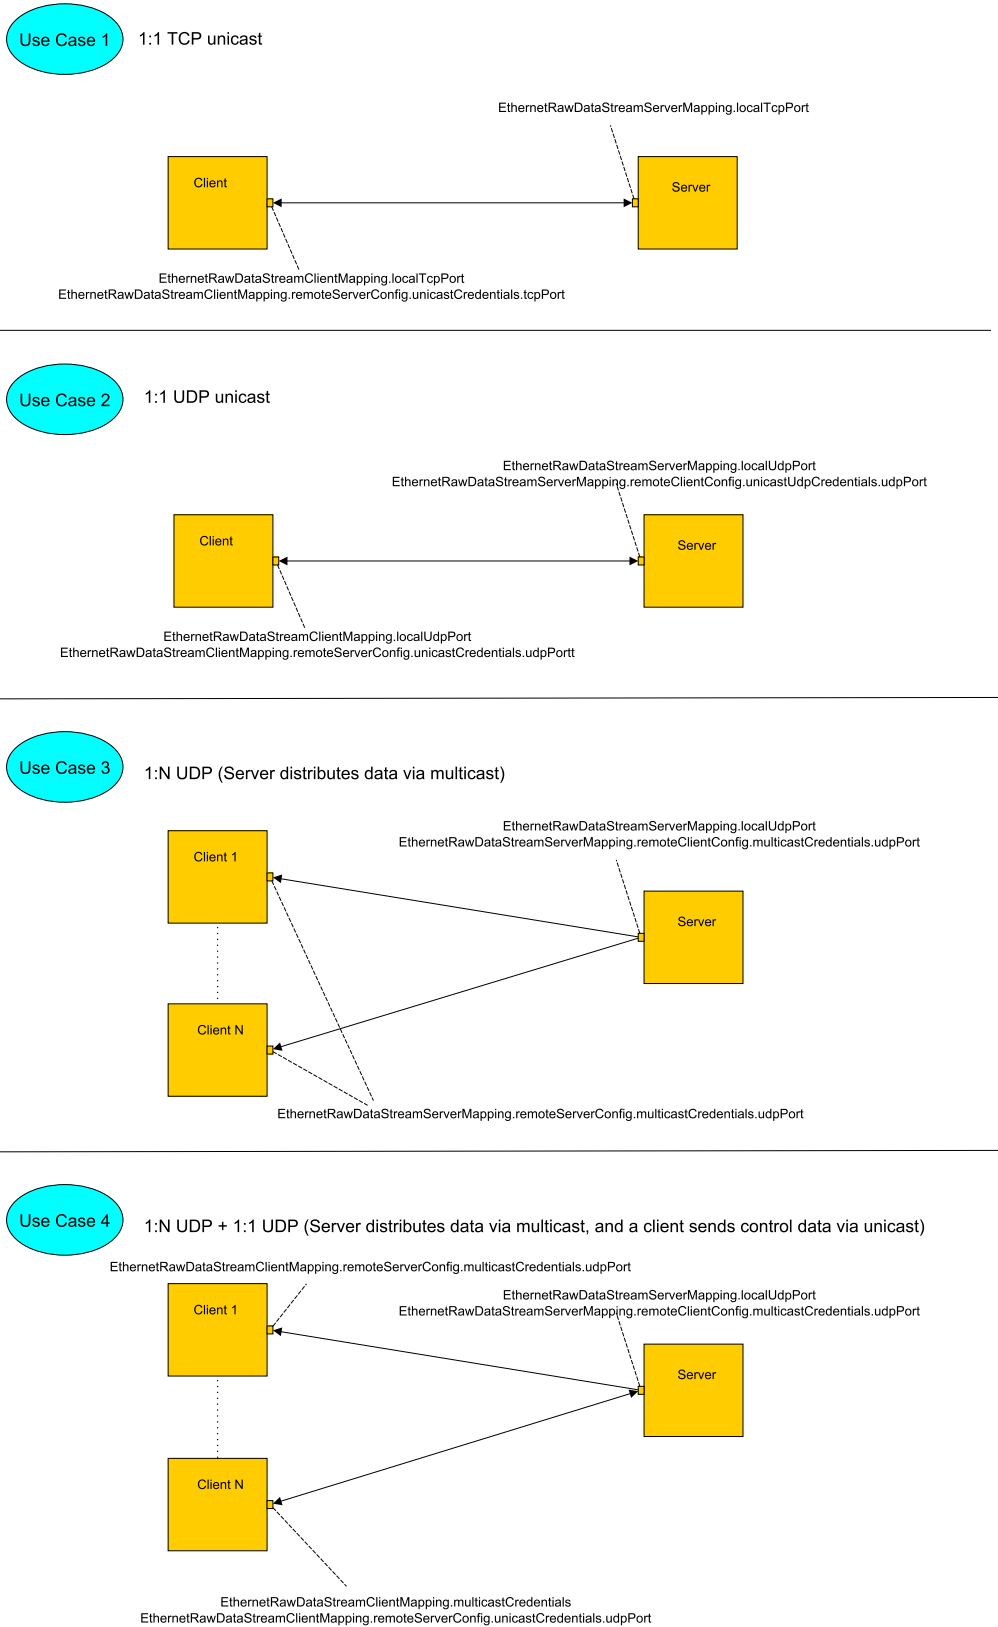 Use Case 1
1:1 TCP unicast
EthernetRawDataStreamServerMapping.localTcpPort
Client
Server
EthernetRawDataStreamClientMapping.localTcpPort
EthernetRawDataStreamClientMapping.remoteServerConfig.unicastCredentials.tcpPort
Use Case 2
1:1 UDP unicast
EthernetRawDataStreamServerMapping.localUdpPort
EthernetRawDataStreamServerMapping.remoteClientConfig.unicastUdpCredentials.udpPort
Client
Server
EthernetRawDataStreamClientMapping.localUdpPort
EthernetRawDataStreamClientMapping.remoteServerConfig.unicastCredentials.udpPortt
Use Case 3
1:N UDP (Server distributes data via multicast)
EthernetRawDataStreamServerMapping.localUdpPort
EthernetRawDataStreamServerMapping.remoteClientConfig.multicastCredentials.udpPort
Client 1
Server
Client N
EthernetRawDataStreamServerMapping.remoteServerConfig.multicastCredentials.udpPort
Use Case 4
1:N UDP + 1:1 UDP (Server distributes data via multicast, and a client sends control data via unicast)
EthernetRawDataStreamClientMapping.remoteServerConfig.multicastCredentials.udpPort
EthernetRawDataStreamServerMapping.localUdpPort
EthernetRawDataStreamServerMapping.remoteClientConfig.multicastCredentials.udpPort
Client 1
Server
Client N
EthernetRawDataStreamClientMapping.multicastCredentials
EthernetRawDataStreamClientMapping.remoteServerConfig.unicastCredentials.udpPort